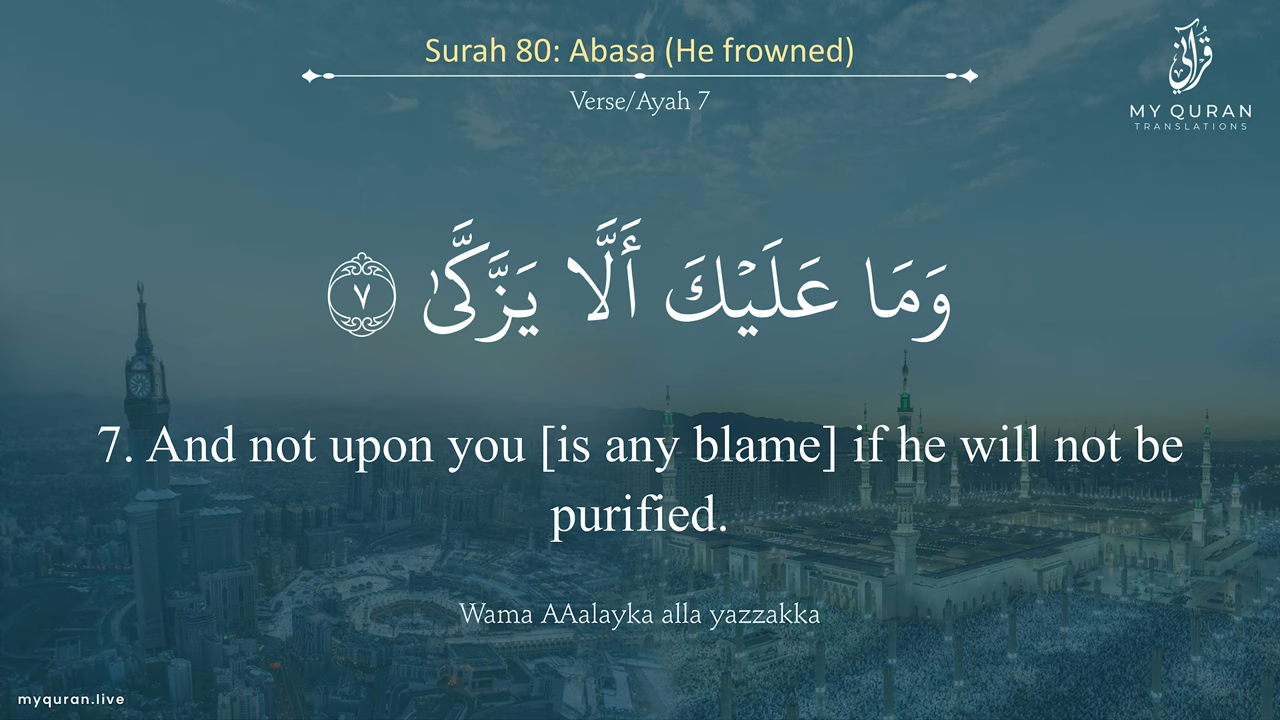 Surah 80: Abasa (He frowned)
Verse/Ayah 7
قُرْآنِي
MY QURAN
TRANSLATIONS
وَمَا عَلَيْكَ أَلَّا يَزَّكَّىٰ ٧
7. And not upon you [is any blame] if he will not be
purified.
Wama AAalayka alla yazzakka
myquran.live